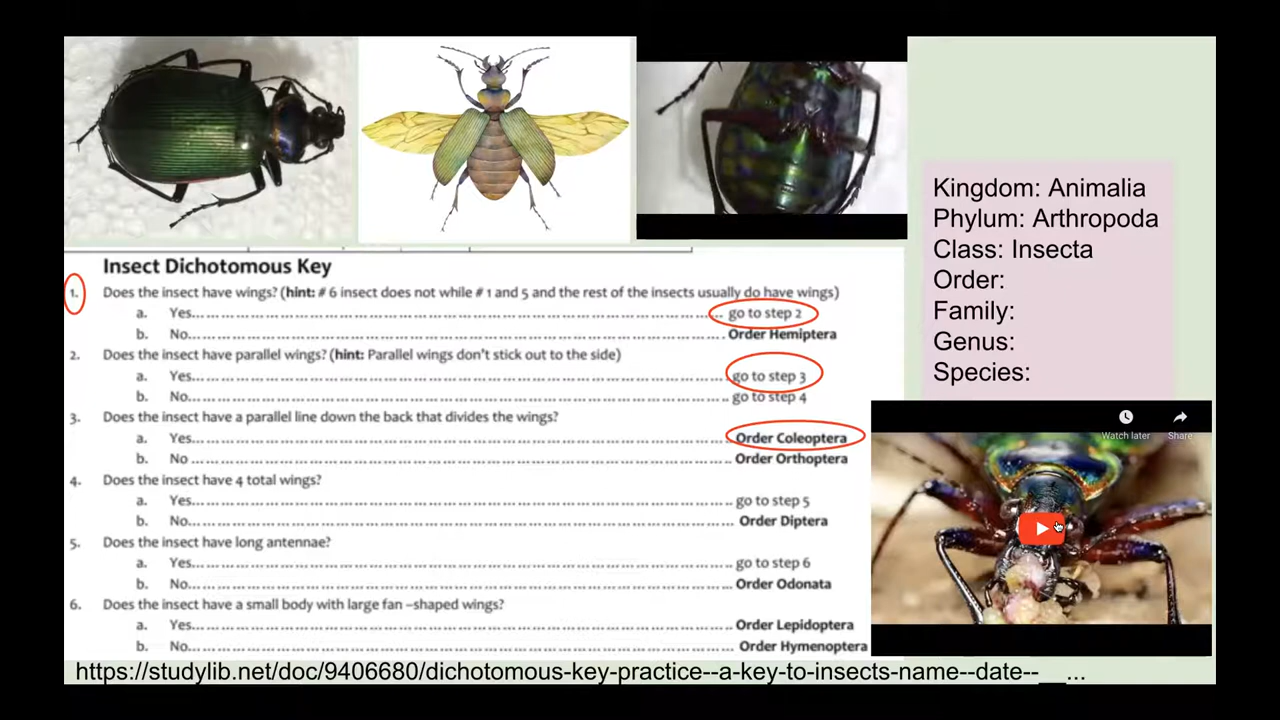 Kingdom: Animalia
Phylum: Arthropoda
Class: Insecta
Order:
Family:
Genus:
Species:
Insect Dichotomous Key
1. Does the insect have wings? (hint: # 6 insect does not while # 1 and 5 and the rest of the insects usually do have wings)
a. Yes................ go to step 2
b. No................ Order Hemiptera
2. Does the insect have parallel wings? (hint: Parallel wings don't stick out to the side)
a. Yes................ go to step 3
b. No................ go to step 4
3. Does the insect have a parallel line down the back that divides the wings?
a. Yes................ Order Coleoptera
b. No................ Order Orthoptera
4. Does the insect have 4 total wings?
a. Yes................ go to step 5
b. No................ Order Diptera
5. Does the insect have long antennae?
a. Yes................ go to step 6
b. No................ Order Odonata
6. Does the insect have a small body with large fan –shaped wings?
a. Yes................ Order Lepidoptera
b. No................ Order Hymenoptera
Watch later Share
https://studylib.net/doc/9406680/dichotomous-key-practice--a-key-to-insects-name--date--__...